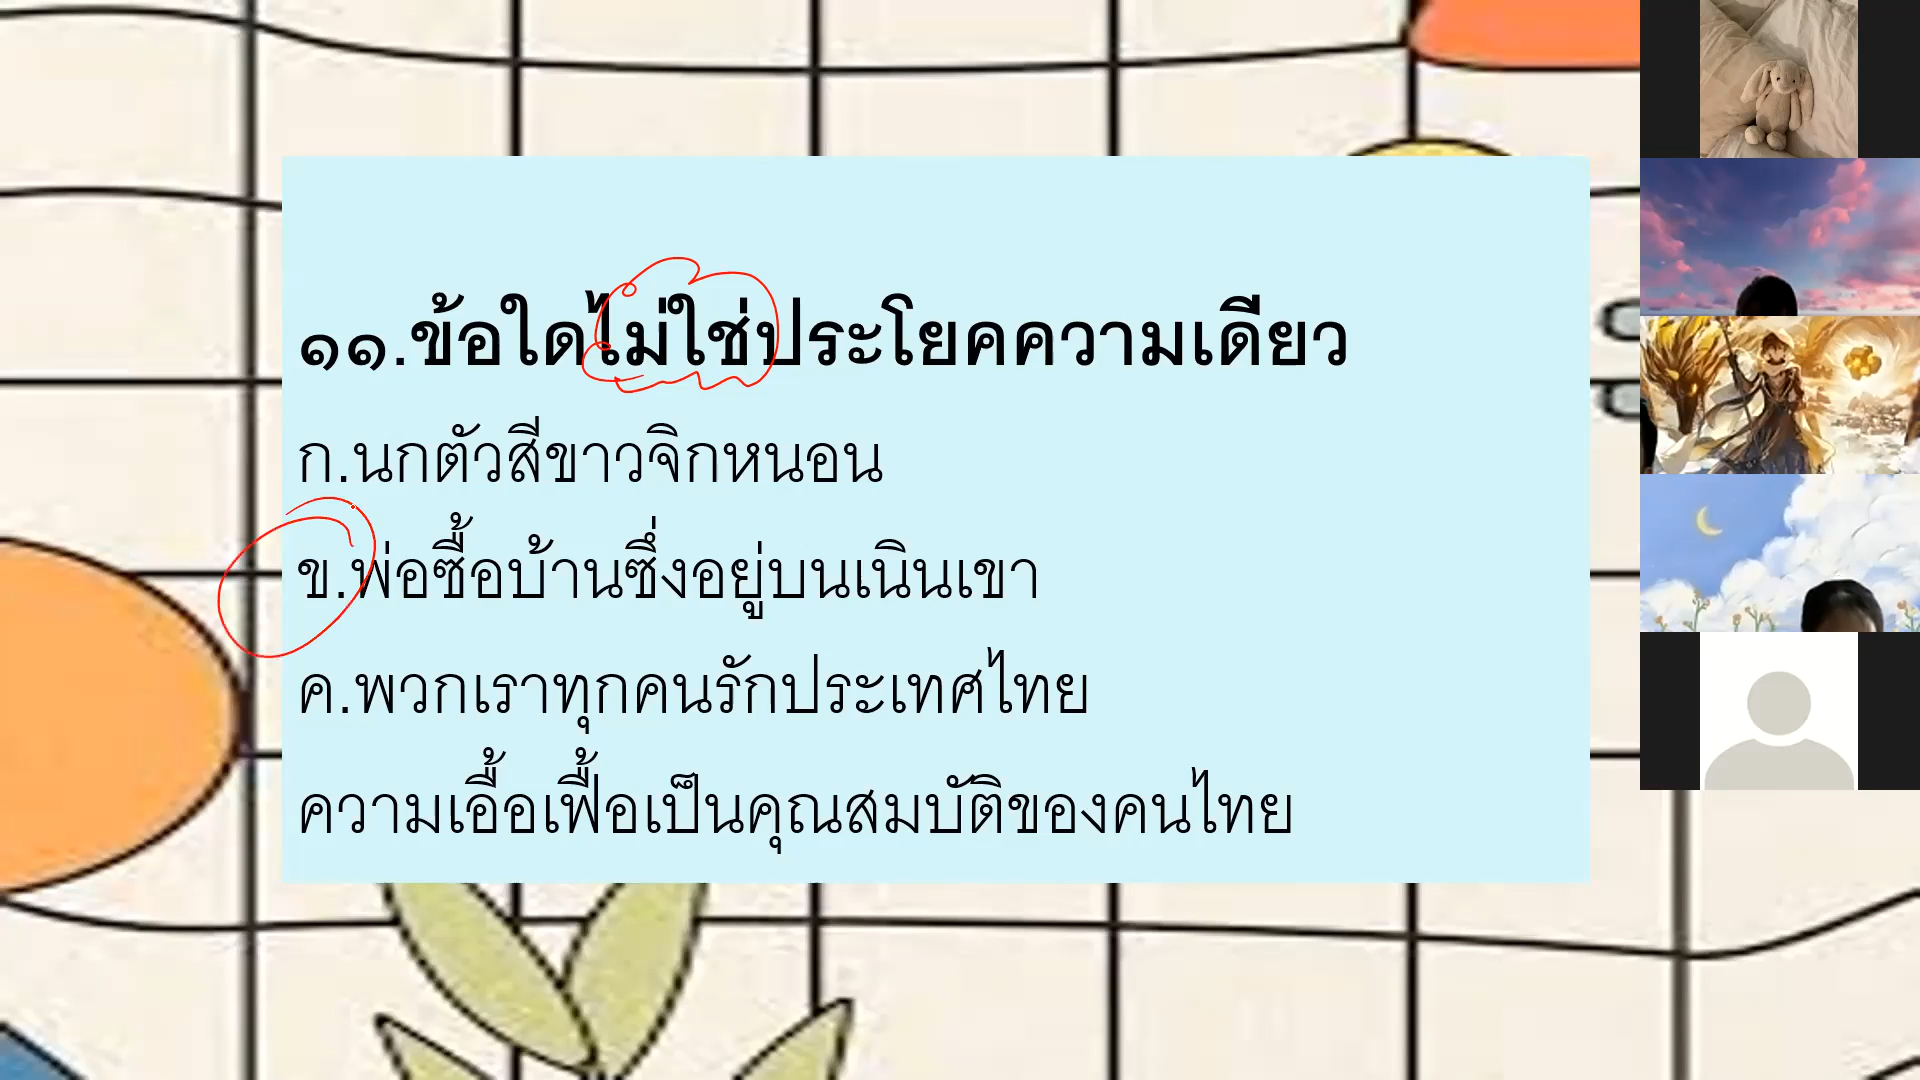 ๑๑.ข้อใดไม่ใช่ประโยคความเดียว
ก.นกตัวสีขาวจิกหนอน
ข.พ่อซื้อบ้านซึ่งอยู่บนเนินเขา
ค.พวกเราทุกคนรักประเทศไทย
ความเอื้อเฟื้อเป็นคุณสมบัติของคนไทย